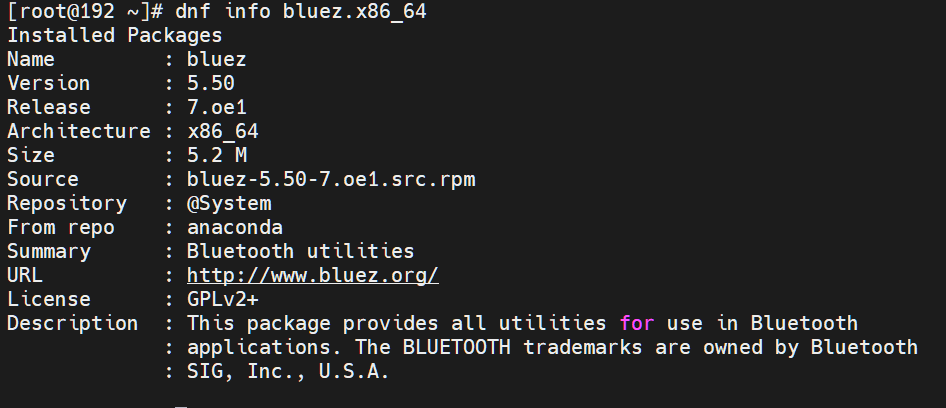 [root@192 ~]# dnf info bluez.x86_64
Installed Packages
Name         : bluez
Version      : 5.50
Release      : 7.oe1
Architecture : x86_64
Size         : 5.2 M
Source       : bluez-5.50-7.oe1.src.rpm
Repository   : @System
From repo    : anaconda
Summary      : Bluetooth utilities
URL          : http://www.bluez.org/
License      : GPLv2+
Description  : This package provides all utilities for use in Bluetooth
             : applications. The BLUETOOTH trademarks are owned by Bluetooth
             : SIG, Inc., U.S.A.